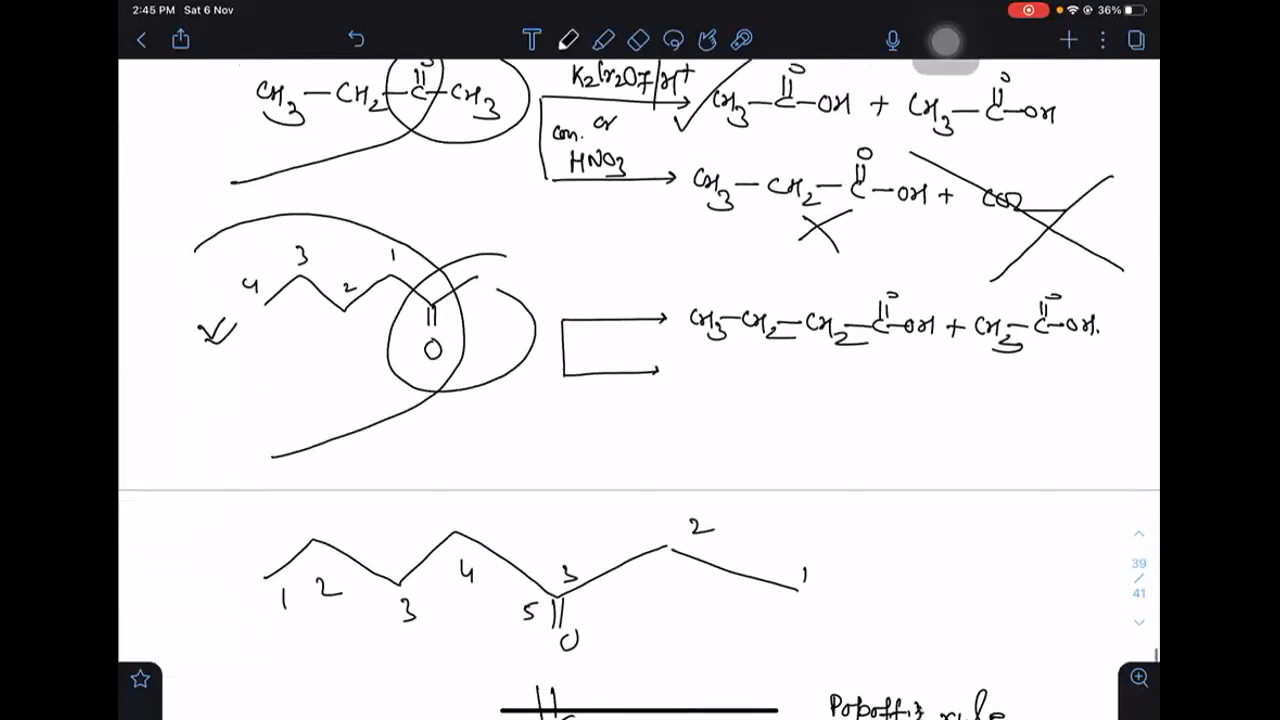 2:45 PM Sat 6 Nov 36%
CH3-CH2-C(=O)-CH3 K2Cr2O7/H+ CH3-C(=O)-OH + CH3-C(=O)-OH
con. or
HNO3 CH3-CH2-C(=O)-OH + CO2
4 3 2 1
O
CH3-CH2-CH2-C(=O)-OH + CH3-C(=O)-OH.
1 2 3 4 5 3 2 1
O
39
/
41
Popoff's rule